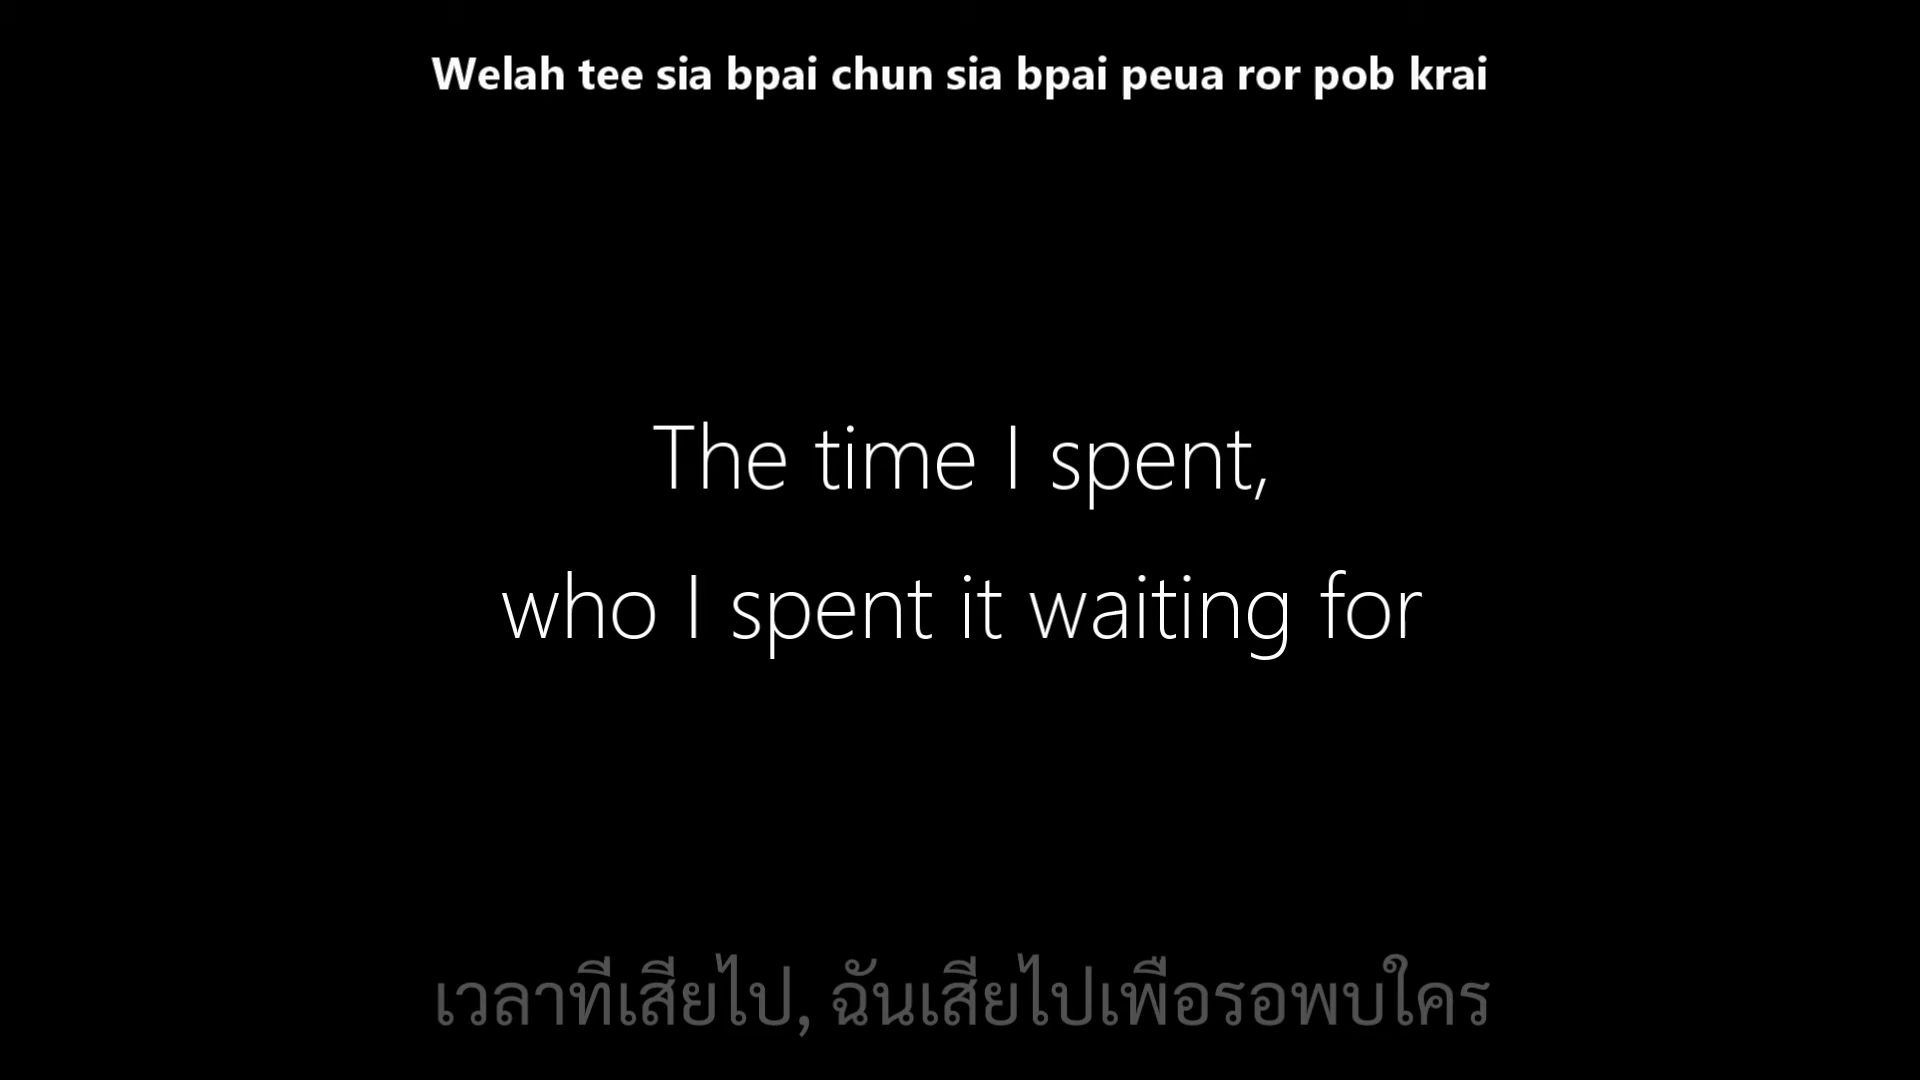 Welah tee sia bpai chun sia bpai peua ror pob krai
The time I spent,
who I spent it waiting for
เวลาที่เสียไป, ฉันเสียไปเพื่อรอพบใคร